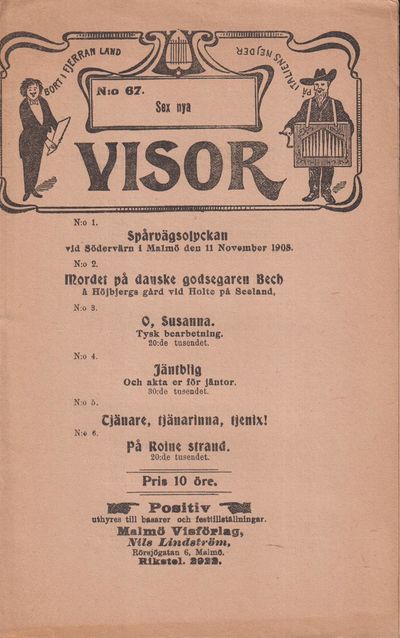 BORT I FJERRAN LAND
PÅ ITALIENS NEJDER
N:o 67.
Sex nya
VISOR
N:o 1.
Spårvägsolyckan
vid Södervärn i Malmö den 11 November 1908.
N:o 2.
Mordet på danske godsegaren Bech
å Höjbjergs gård vid Holte på Seeland,
N:o 3.
O, Susanna.
Tysk bearbetning.
20:de tusendet.
N:o 4.
Jäntblig
Och akta er för jäntor.
30:de tusendet.
N:o 5.
Tjänare, tjänarinna, tjenix!
N:o 6.
På Roine strand.
20:de tusendet.
Pris 10 öre.
Positiv
uthyres till basarer och festtillställningar.
Malmö Visförlag,
Nils Lindström,
Rörsjögatan 6, Malmö.
Rikstel. 2922.